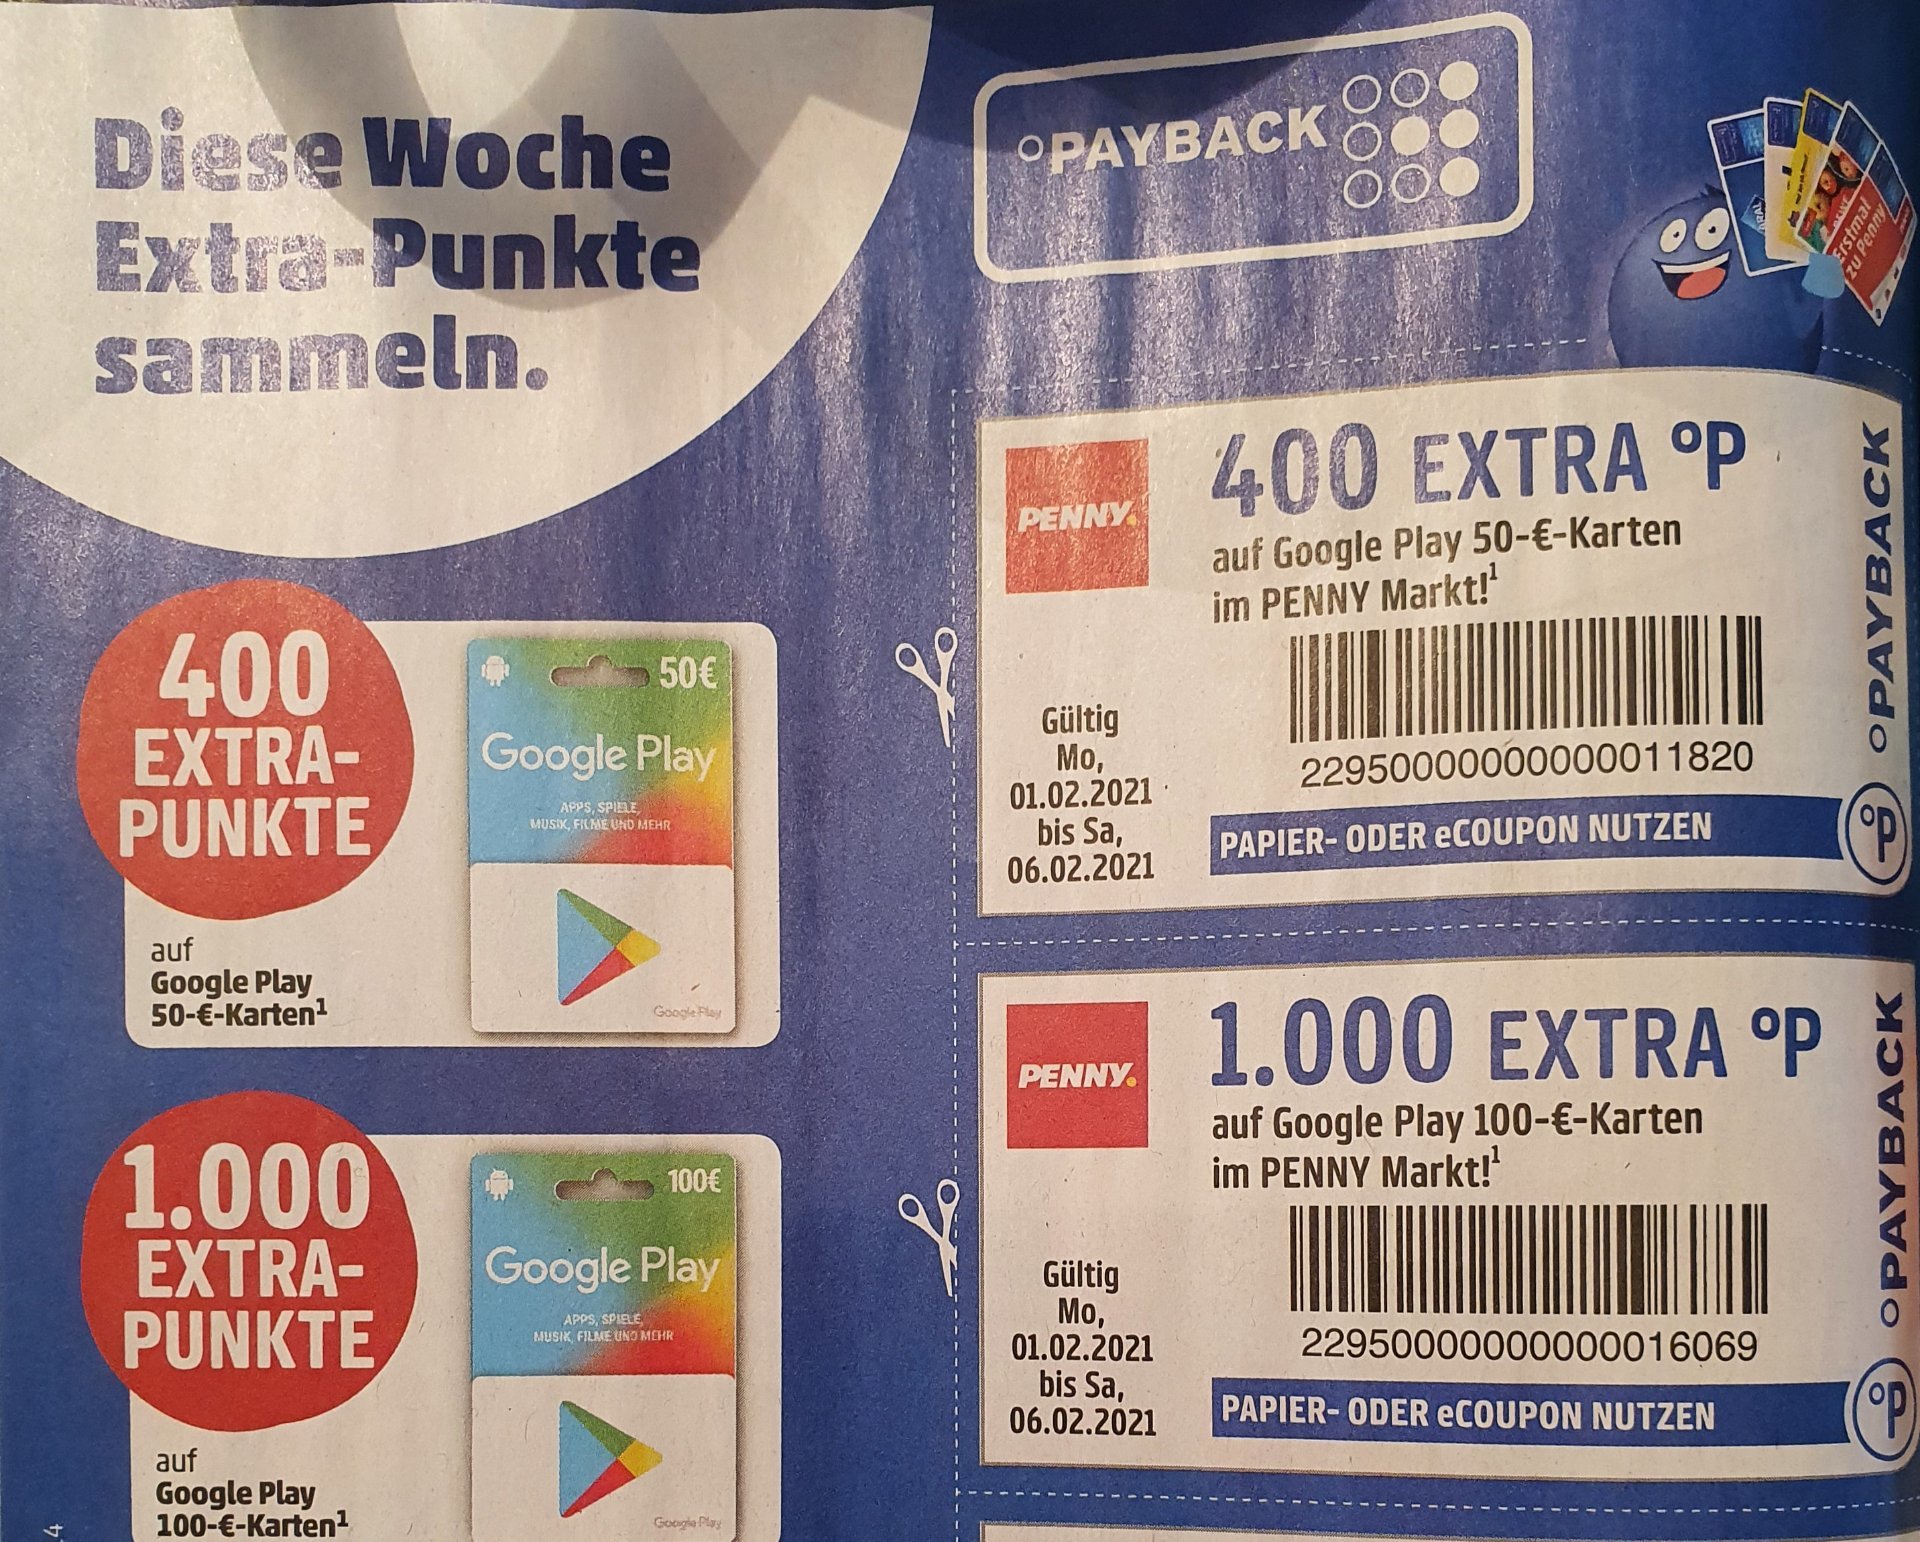 Diese Woche
Extra-Punkte
sammeln.
°PAYBACK
Erstmal
zu Penny
400
EXTRA-
PUNKTE
auf
Google Play
50-€-Karten¹
50€
Google Play
APPS, SPIELE,
MUSIK, FILME UND MEHR
Google Play
PENNY.
400 EXTRA °P
auf Google Play 50-€-Karten
im PENNY Markt!¹
Gültig
Mo,
01.02.2021
bis Sa,
06.02.2021
22950000000000011820
PAPIER- ODER eCOUPON NUTZEN
°P
°PAYBACK
1.000
EXTRA-
PUNKTE
auf
Google Play
100-€-Karten¹
100€
Google Play
APPS, SPIELE,
MUSIK, FILME UND MEHR
Google Play
PENNY.
1.000 EXTRA °P
auf Google Play 100-€-Karten
im PENNY Markt!¹
Gültig
Mo,
01.02.2021
bis Sa,
06.02.2021
22950000000000016069
PAPIER- ODER eCOUPON NUTZEN
°P
°PAYBACK
4